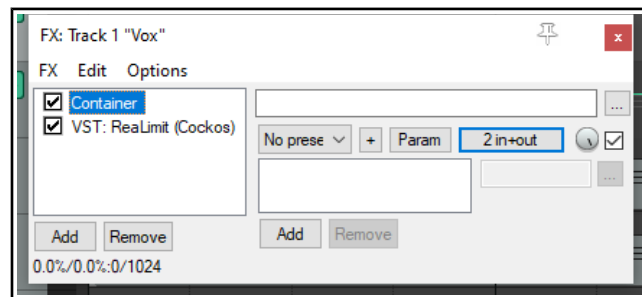 FX: Track 1 "Vox"
x
FX Edit Options
Container
VST: ReaLimit (Cockos)
...
No prese + Param 2 in+out
...
Add Remove
Add Remove
0.0%/0.0%:0/1024